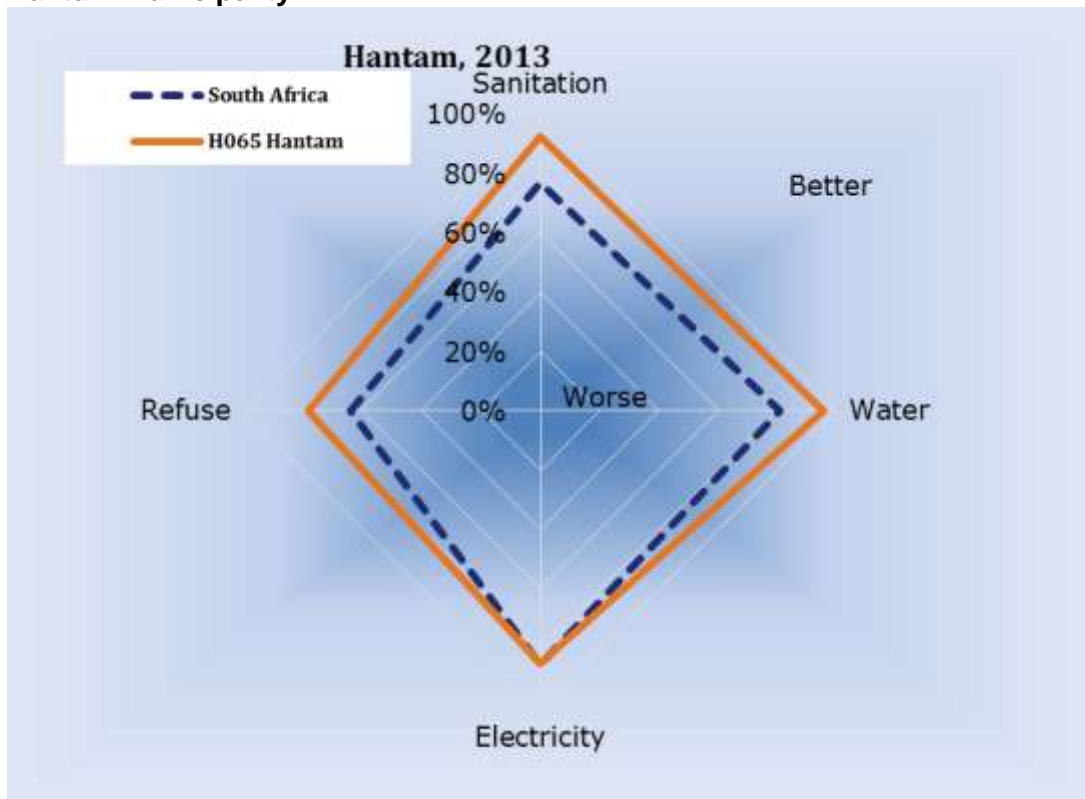 Hantam, 2013
South Africa
H065 Hantam
Sanitation
100%
80%
60%
40%
20%
0%
Better
Worse
Refuse
Water
Electricity